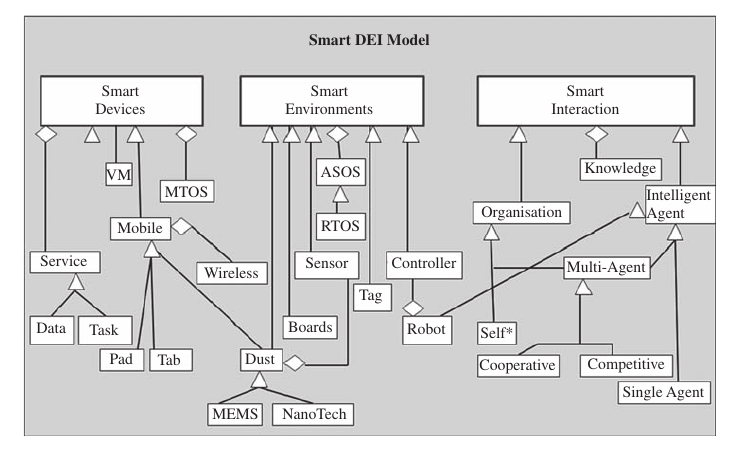 Smart DEI Model
Smart
Devices
Smart
Environments
Smart
Interaction
VM
MTOS
ASOS
Knowledge
Mobile
RTOS
Organisation
Intelligent
Agent
Service
Wireless
Sensor
Controller
Multi-Agent
Tag
Data
Task
Boards
Robot
Self*
Pad
Tab
Dust
Cooperative
Competitive
Single Agent
MEMS
NanoTech